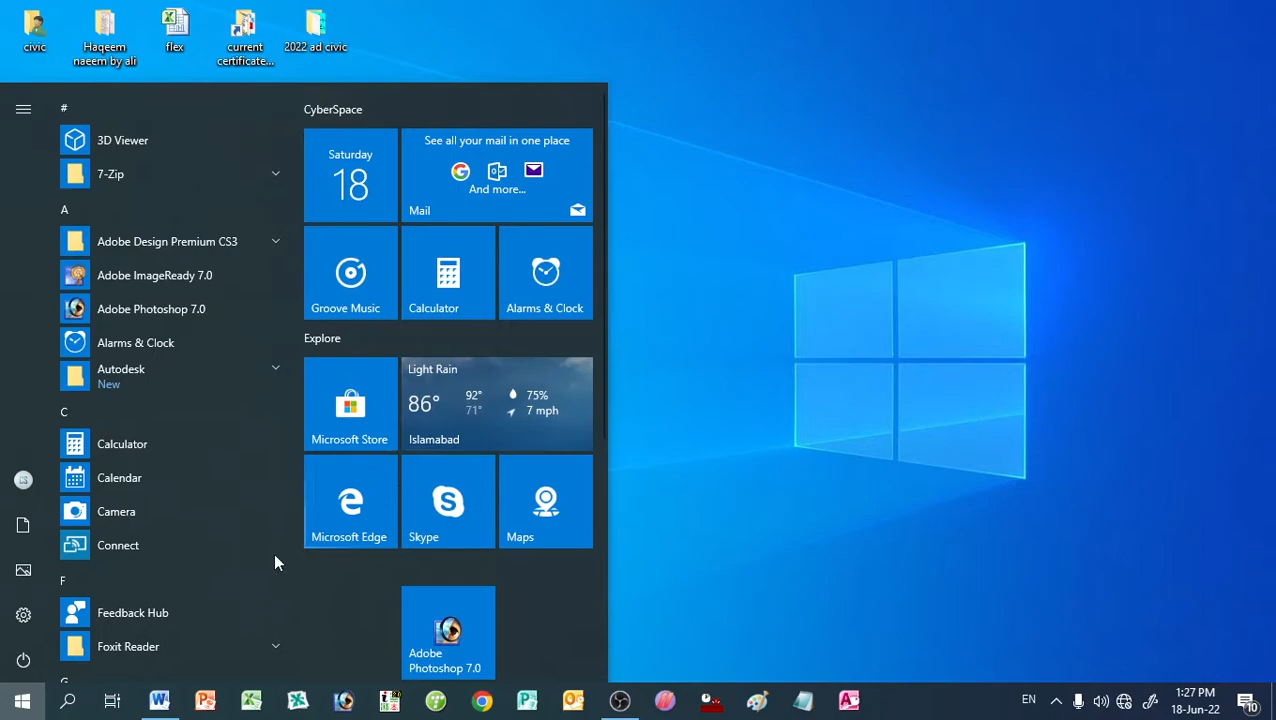 civic
Haqeem
naeem by ali
flex
current
certificate...
2022 ad civic
#
3D Viewer
7-Zip
A
Adobe Design Premium CS3
Adobe ImageReady 7.0
Adobe Photoshop 7.0
Alarms & Clock
Autodesk
New
C
Calculator
Calendar
Camera
Connect
F
Feedback Hub
Foxit Reader
CyberSpace
Saturday
18
See all your mail in one place
And more...
Mail
Groove Music
Calculator
Alarms & Clock
Explore
Microsoft Store
Light Rain
86°
92°
71°
75%
7 mph
Islamabad
Microsoft Edge
Skype
Maps
Adobe
Photoshop 7.0
EN
1:27 PM
18-Jun-22
10